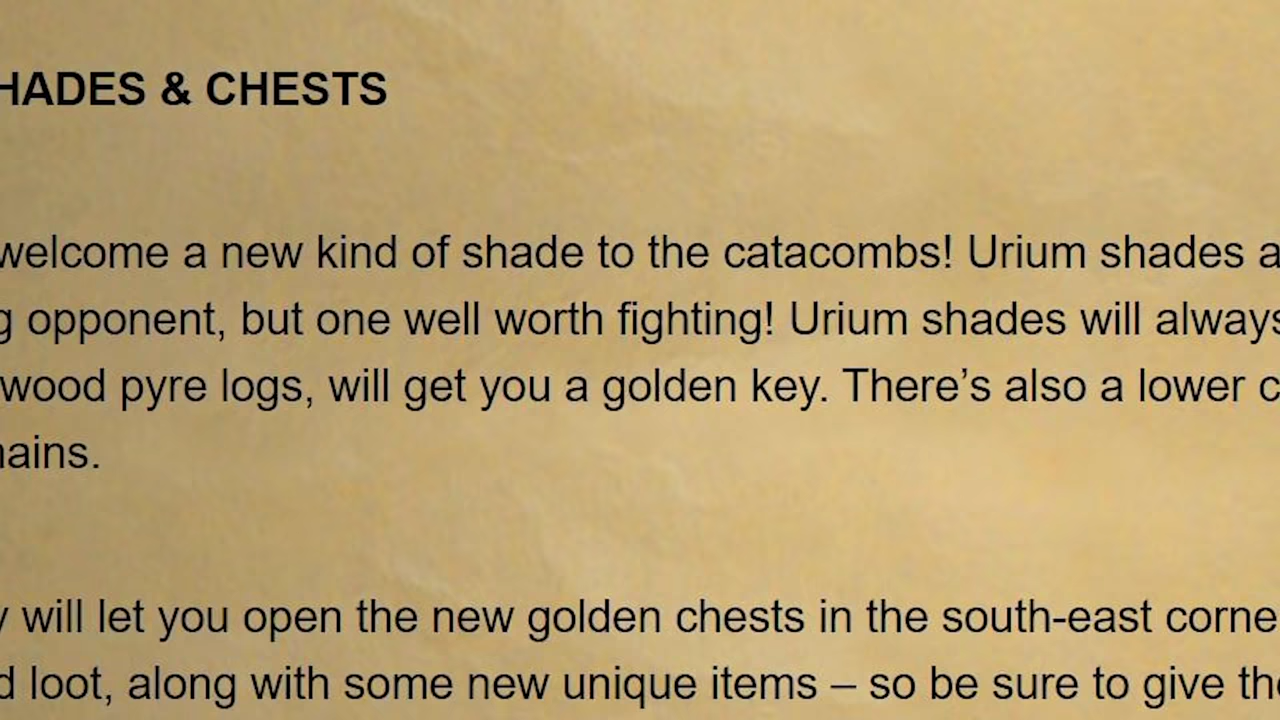 HADES & CHESTS
welcome a new kind of shade to the catacombs! Urium shades a
g opponent, but one well worth fighting! Urium shades will always
wood pyre logs, will get you a golden key. There’s also a lower c
ains.
y will let you open the new golden chests in the south-east corne
d loot, along with some new unique items – so be sure to give the